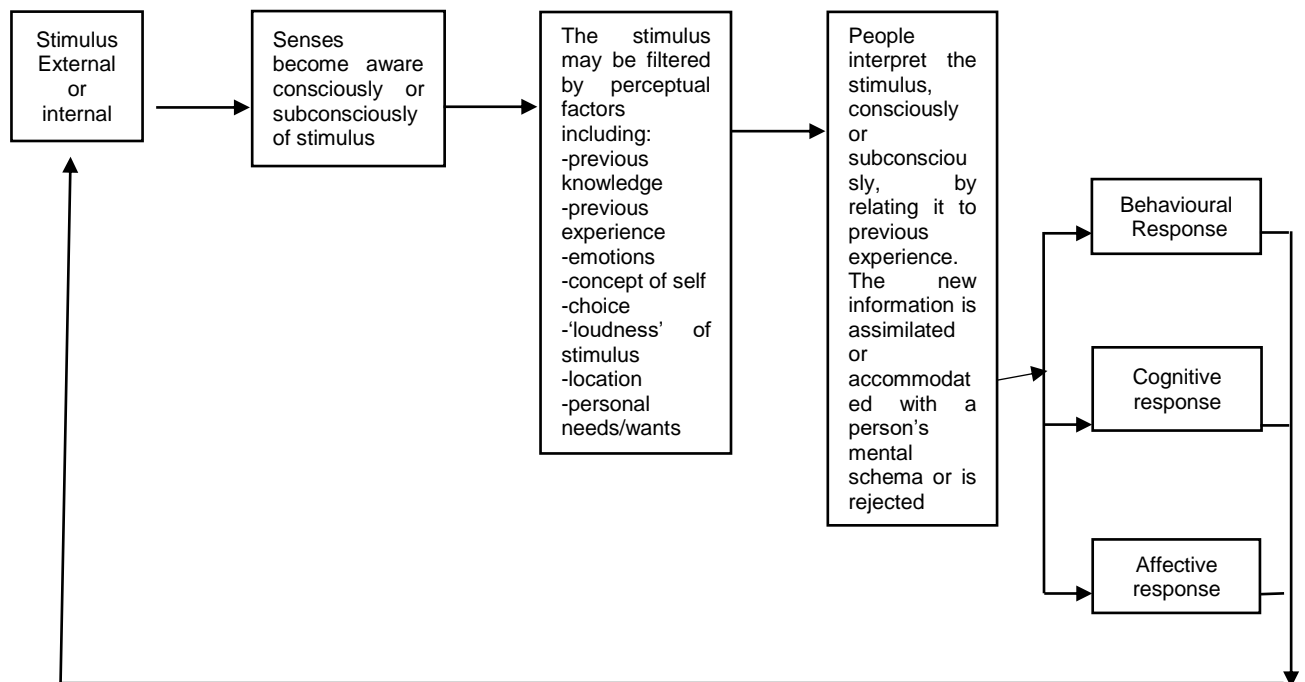 Stimulus
External
or
internal
Senses
become aware
consciously or
subconsciously
of stimulus
The stimulus
may be filtered
by perceptual
factors
including:
-previous
knowledge
-previous
experience
-emotions
-concept of self
-choice
-‘loudness’ of
stimulus
-location
-personal
needs/wants
People
interpret the
stimulus,
consciously
or
subconsciou
sly, by
relating it to
previous
experience.
The new
information is
assimilated
or
accommodat
ed with a
person’s
mental
schema or is
rejected
Behavioural
Response
Cognitive
response
Affective
response